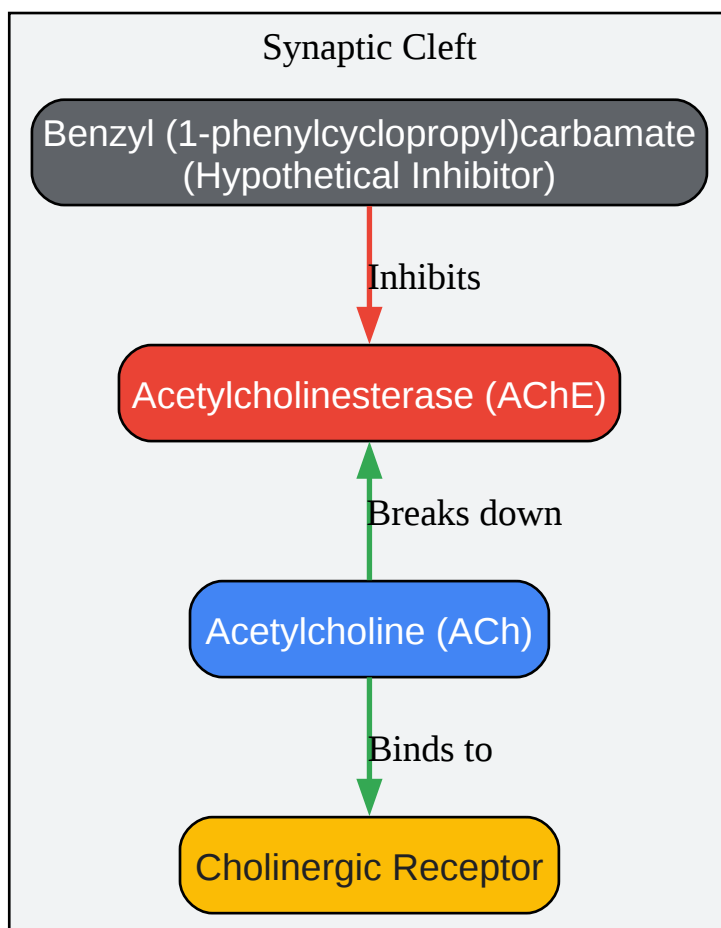 Synaptic Cleft
Benzyl (1-phenylcyclopropyl)carbamate
(Hypothetical Inhibitor)
Inhibits
Acetylcholinesterase (AChE)
Breaks down
Acetylcholine (ACh)
Binds to
Cholinergic Receptor